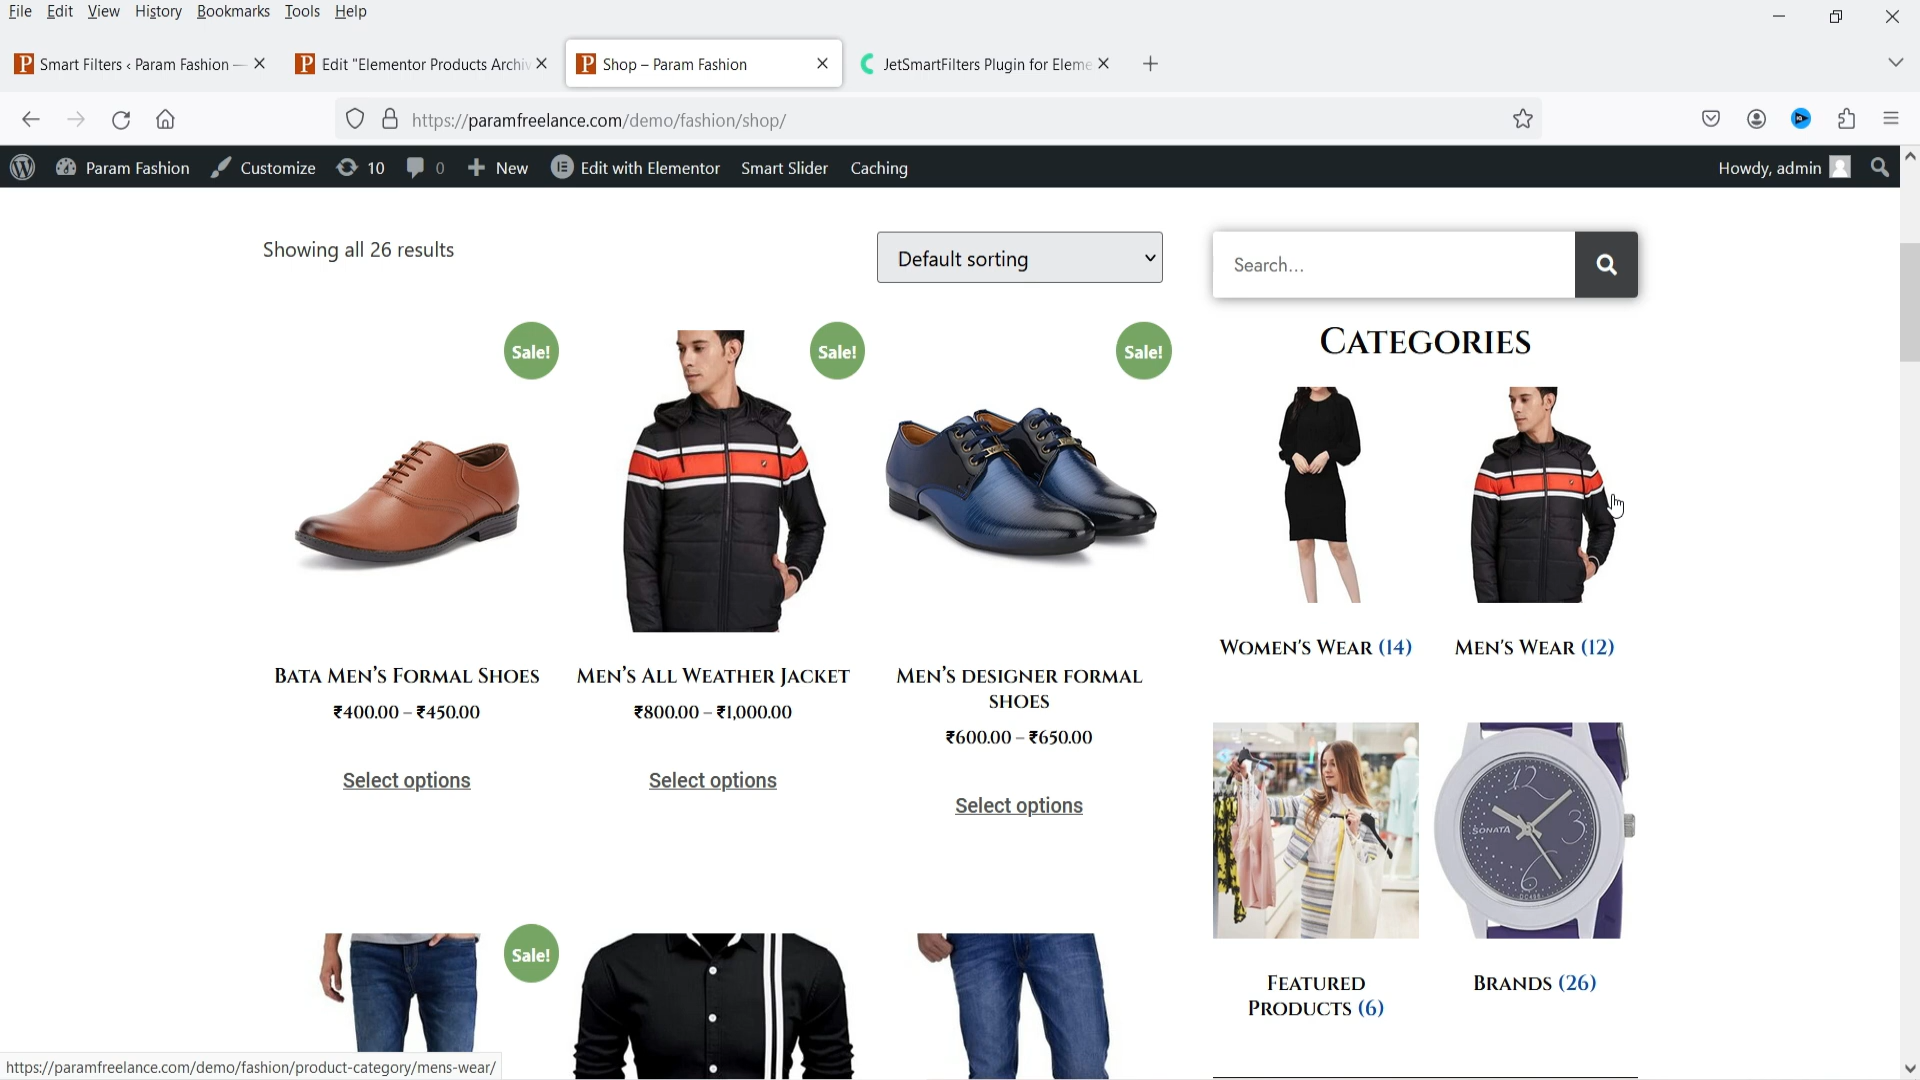 File Edit View History Bookmarks Tools Help
Smart Filters ‹ Param Fashion —
Edit "Elementor Products Archiv
Shop – Param Fashion
JetSmartFilters Plugin for Eleme
https://paramfreelance.com/demo/fashion/shop/
Param Fashion Customize 10 0 New Edit with Elementor Smart Slider Caching Howdy, admin
Showing all 26 results
Default sorting
Search...
Categories
Sale!
Sale!
Sale!
Women's Wear (14)
Men's Wear (12)
Bata Men's Formal Shoes
₹400.00 – ₹450.00
Select options
Men's All Weather Jacket
₹800.00 – ₹1,000.00
Select options
Men's designer formal
shoes
₹600.00 – ₹650.00
Select options
12
3
6
SONATA
Featured
Products (6)
Brands (26)
Sale!
https://paramfreelance.com/demo/fashion/product-category/mens-wear/